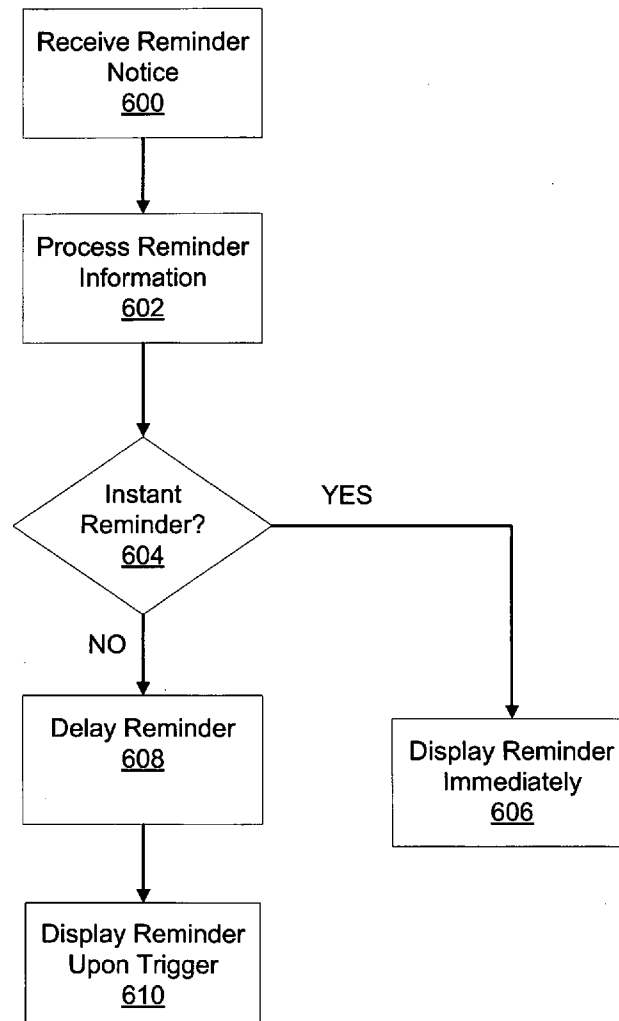 Receive Reminder
Notice
600
Process Reminder
Information
602
Instant
Reminder?
604
YES
NO
Delay Reminder
608
Display Reminder
Immediately
606
Display Reminder
Upon Trigger
610